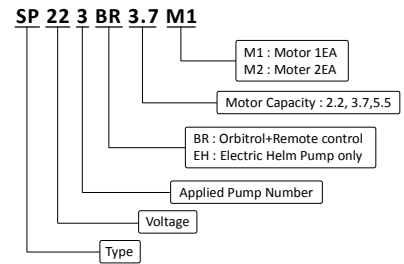 SP 22 3 BR 3.7 M1
M1 : Motor 1EA
M2 : Moter 2EA
Motor Capacity : 2.2, 3.7,5.5
BR : Orbitrol+Remote control
EH : Electric Helm Pump only
Applied Pump Number
Voltage
Type